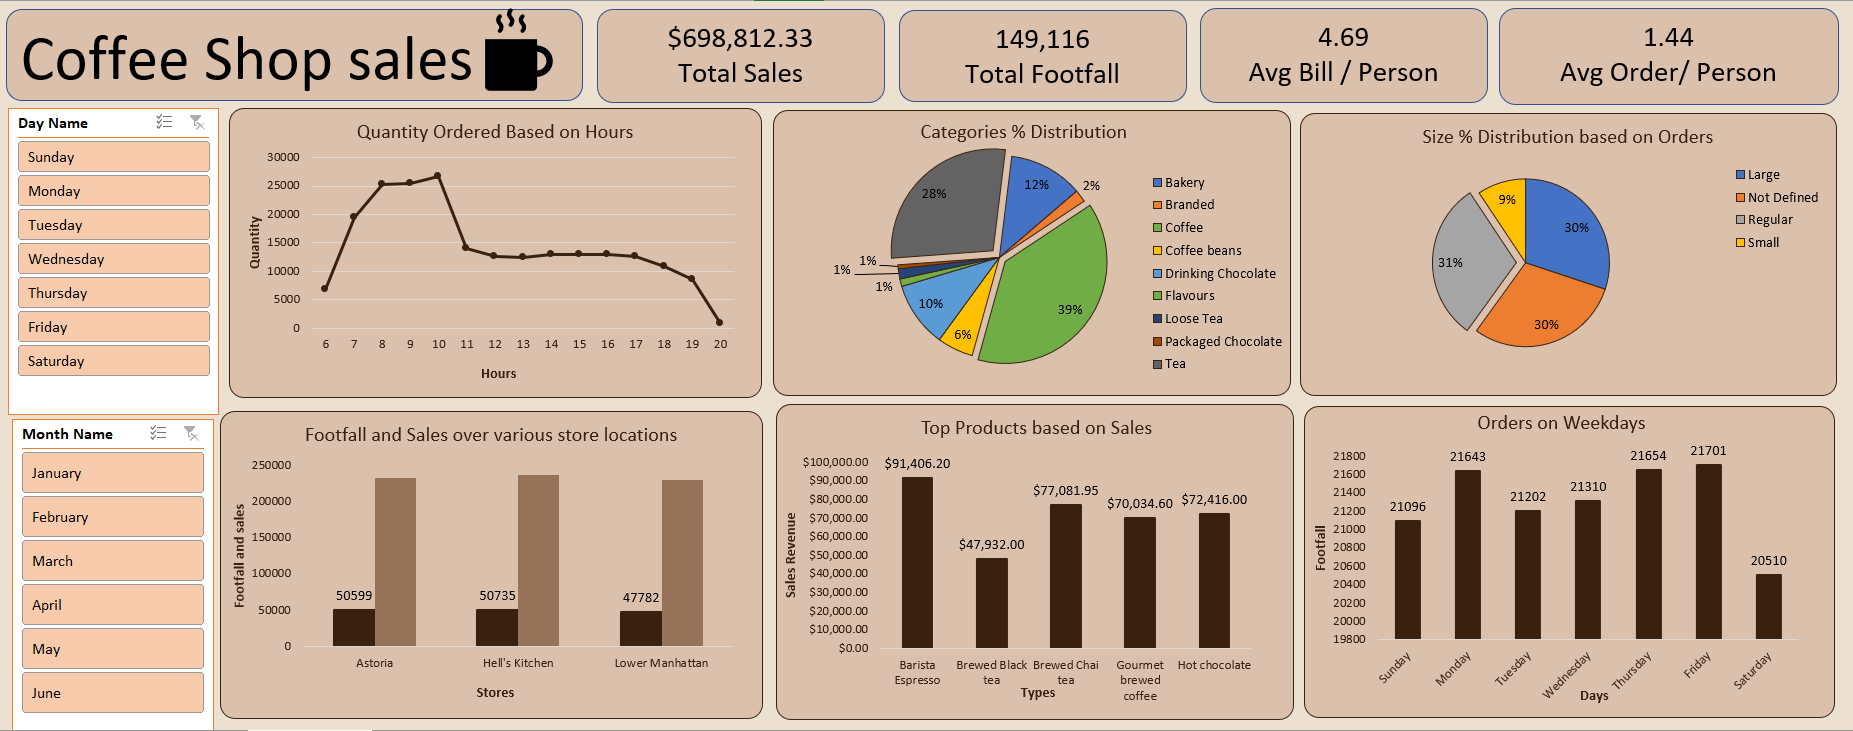 Coffee Shop sales
$698,812.33
Total Sales
149,116
Total Footfall
4.69
Avg Bill / Person
1.44
Avg Order/ Person
Day Name
Sunday
Monday
Tuesday
Wednesday
Thursday
Friday
Saturday
Month Name
January
February
March
April
May
June
Quantity Ordered Based on Hours
30000
25000
20000
15000
10000
5000
0
Quantity
6 7 8 9 10 11 12 13 14 15 16 17 18 19 20
Hours
Categories % Distribution
28%
12%
2%
39%
6%
10%
1%
1%
1%
Bakery
Branded
Coffee
Coffee beans
Drinking Chocolate
Flavours
Loose Tea
Packaged Chocolate
Tea
Size % Distribution based on Orders
9%
30%
31%
30%
Large
Not Defined
Regular
Small
Footfall and Sales over various store locations
250000
200000
150000
100000
50000
0
Footfall and sales
50599
50735
47782
Astoria
Hell's Kitchen
Lower Manhattan
Stores
Top Products based on Sales
$100,000.00
$90,000.00
$80,000.00
$70,000.00
$60,000.00
$50,000.00
$40,000.00
$30,000.00
$20,000.00
$10,000.00
$0.00
Sales Revenue
$91,406.20
$47,932.00
$77,081.95
$70,034.60
$72,416.00
Barista
Espresso
Brewed Black
tea
Brewed Chai
tea
Gourmet
brewed
coffee
Hot chocolate
Types
Orders on Weekdays
21800
21600
21400
21200
21000
20800
20600
20400
20200
20000
19800
Footfall
21096
21643
21202
21310
21654
21701
20510
Sunday
Monday
Tuesday
Wednesday
Thursday
Friday
Saturday
Days